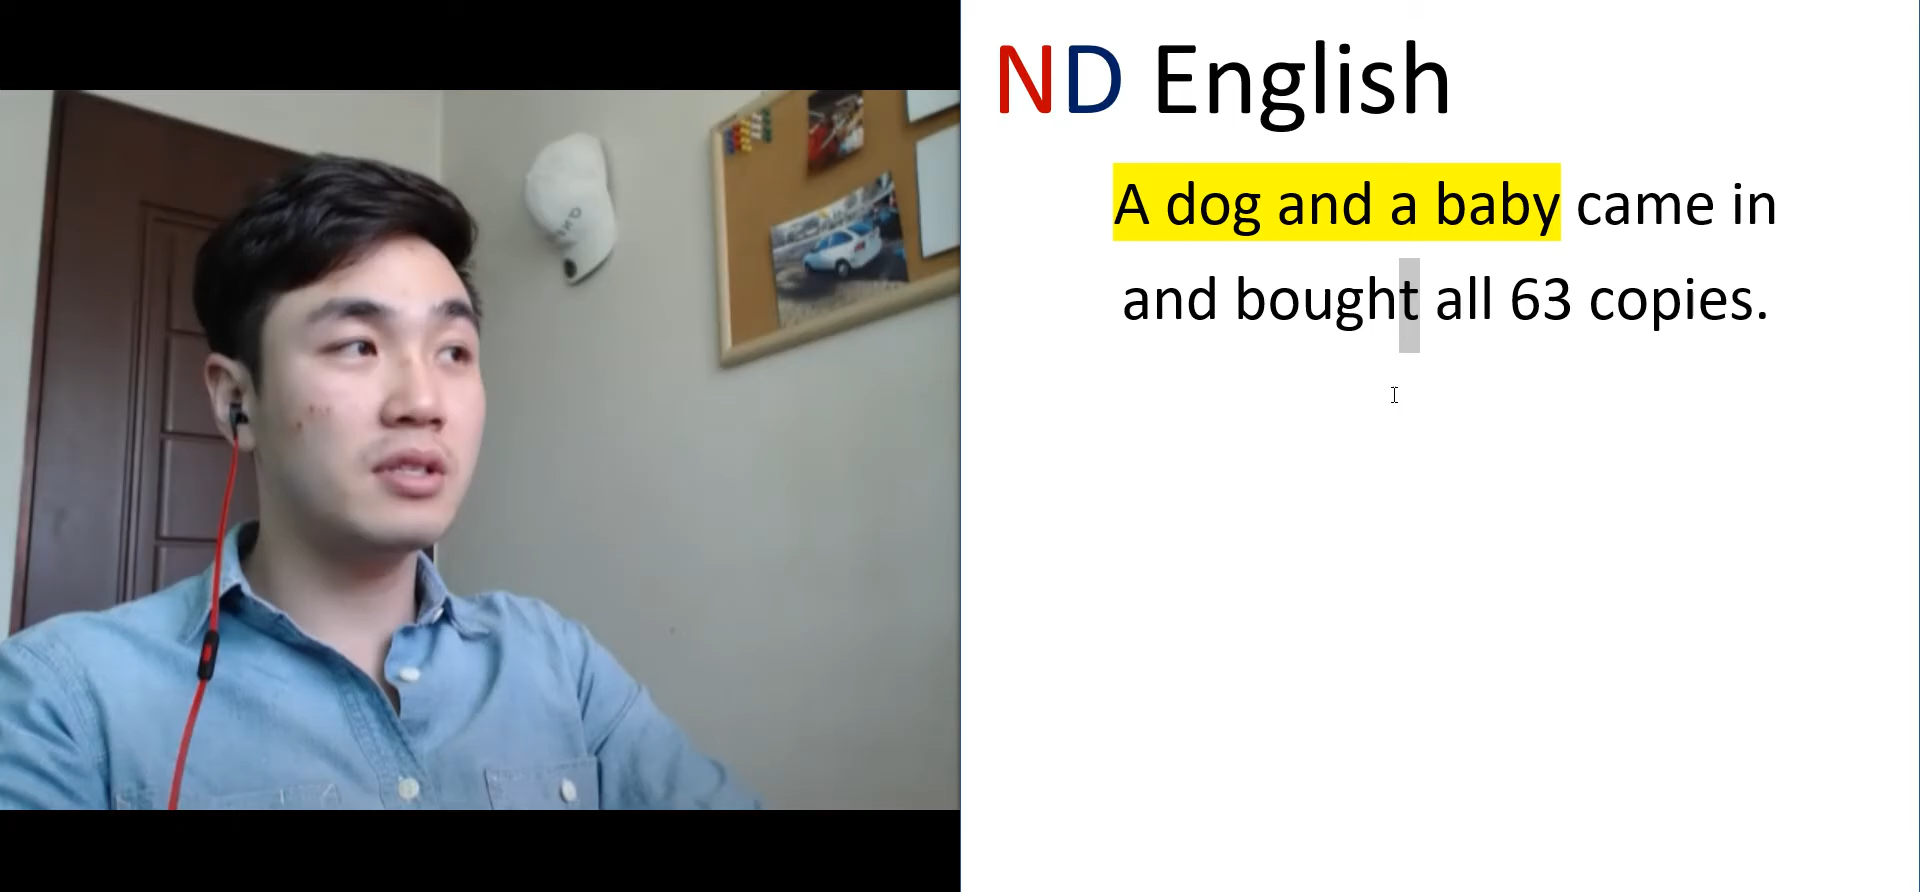 ND English
A dog and a baby came in
and bought all 63 copies.